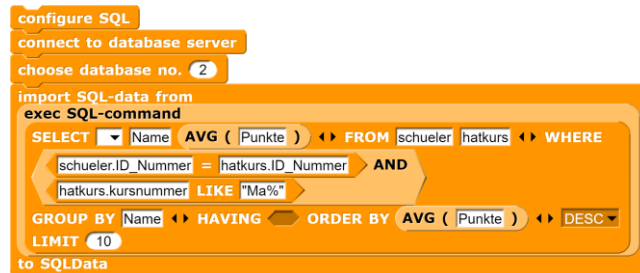 configure SQL
connect to database server
choose database no. 2
import SQL-data from
exec SQL-command
SELECT Name AVG ( Punkte ) FROM schueler hatkurs WHERE
schueler.ID_Nummer = hatkurs.ID_Nummer AND
hatkurs.kursnummer LIKE "Ma%"
GROUP BY Name HAVING ORDER BY AVG ( Punkte ) DESC
LIMIT 10
to SQLData